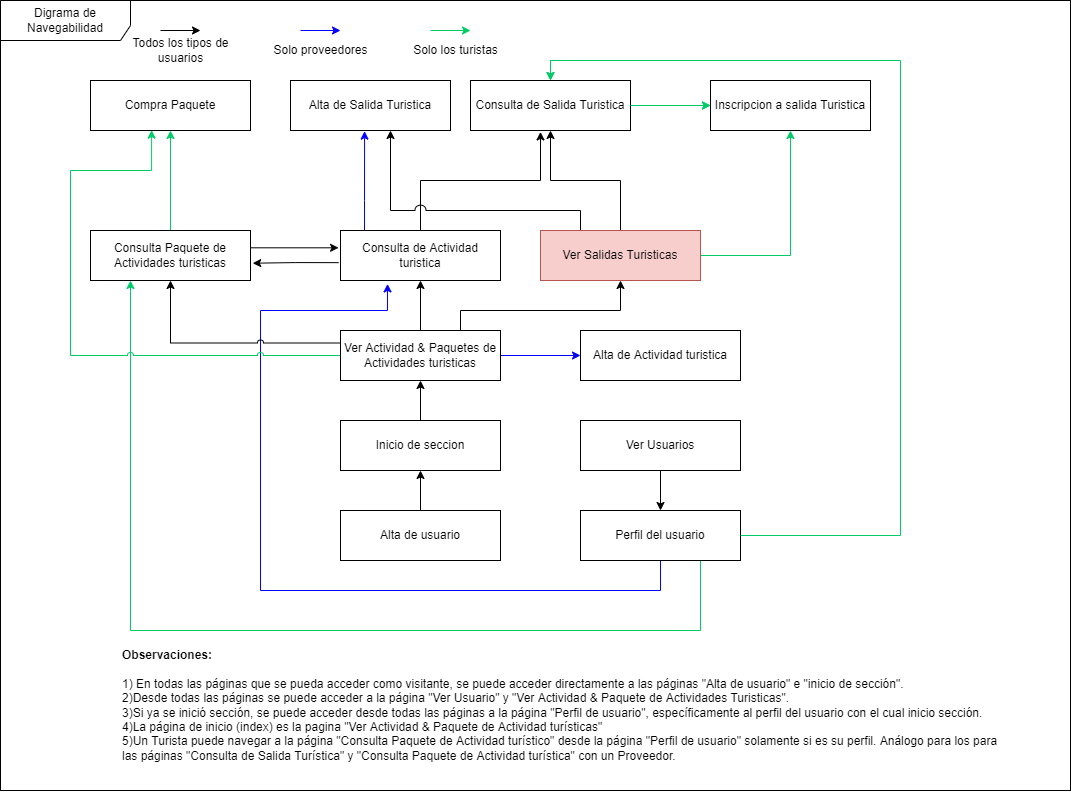 Digrama de
Navegabilidad
Todos los tipos de
usuarios
Solo proveedores
Solo los turistas
Compra Paquete
Alta de Salida Turistica
Consulta de Salida Turistica
Inscripcion a salida Turistica
Consulta Paquete de
Actividades turisticas
Consulta de Actividad
turistica
Ver Salidas Turisticas
Ver Actividad & Paquetes de
Actividades turisticas
Alta de Actividad turistica
Inicio de seccion
Ver Usuarios
Alta de usuario
Perfil del usuario
Observaciones:
1) En todas las páginas que se pueda acceder como visitante, se puede acceder directamente a las páginas "Alta de usuario" e "inicio de sección".
2)Desde todas las páginas se puede acceder a la página "Ver Usuario" y "Ver Actividad & Paquete de Actividades Turisticas".
3)Si ya se inició sección, se puede acceder desde todas las páginas a la página "Perfil de usuario", específicamente al perfil del usuario con el cual inicio sección.
4)La página de inicio (index) es la pagina "Ver Actividad & Paquete de Actividad turísticas"
5)Un Turista puede navegar a la página "Consulta Paquete de Actividad turístico" desde la página "Perfil de usuario" solamente si es su perfil. Análogo para los para
las páginas "Consulta de Salida Turística" y "Consulta Paquete de Actividad turística" con un Proveedor.